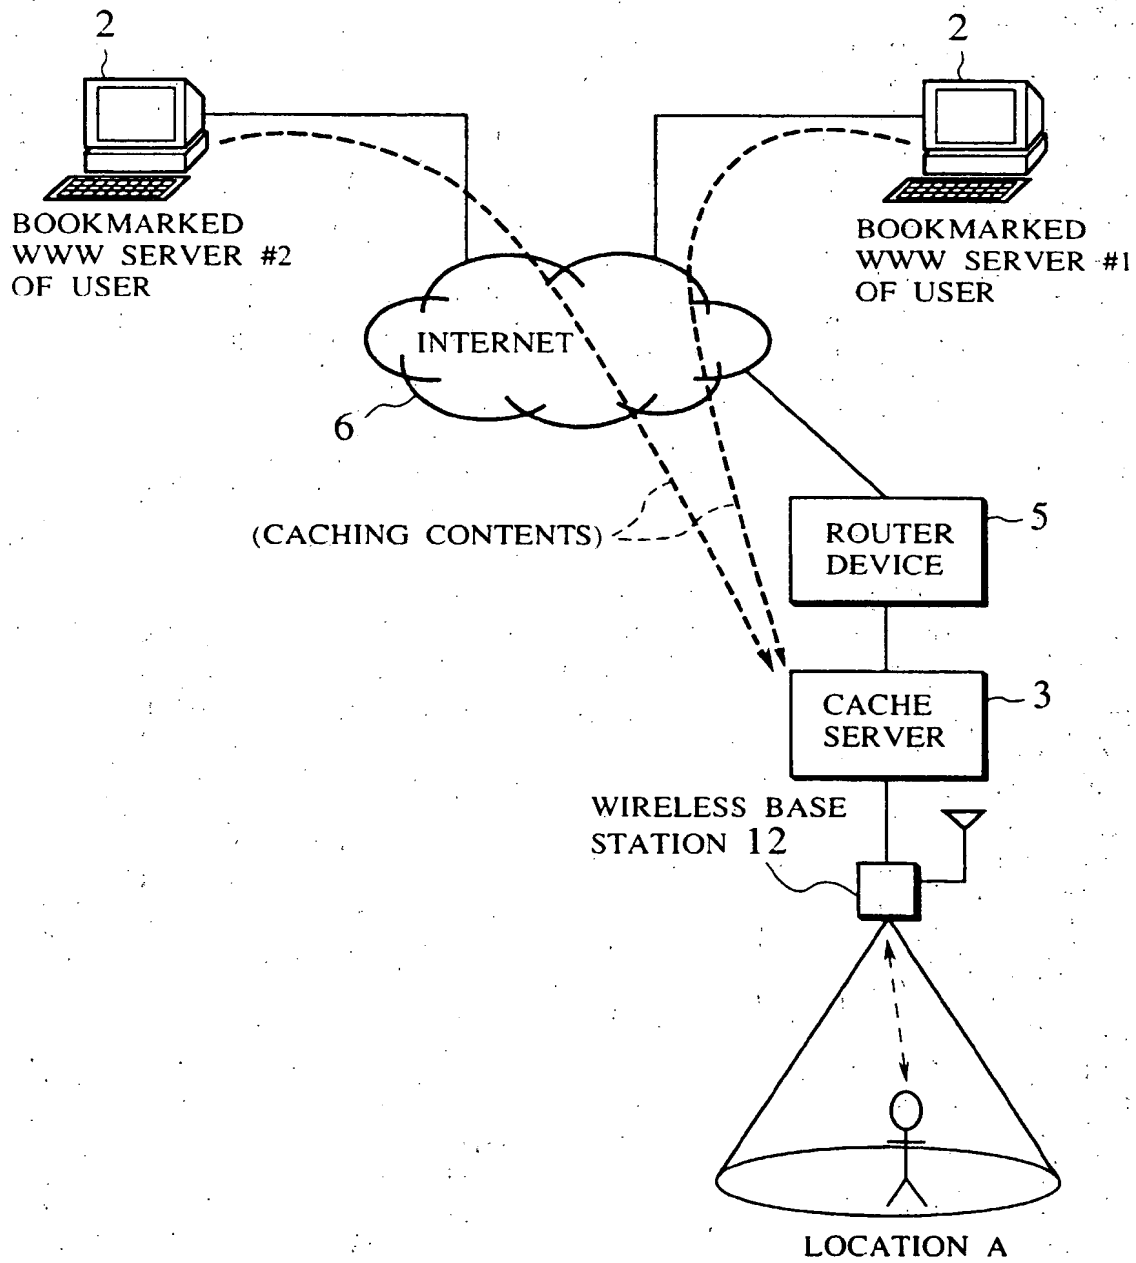 2
2
BOOKMARKED
WWW SERVER #2
OF USER
BOOKMARKED
WWW SERVER #1
OF USER
INTERNET
6
(CACHING CONTENTS)
ROUTER
DEVICE
5
CACHE
SERVER
3
WIRELESS BASE
STATION 12
LOCATION A